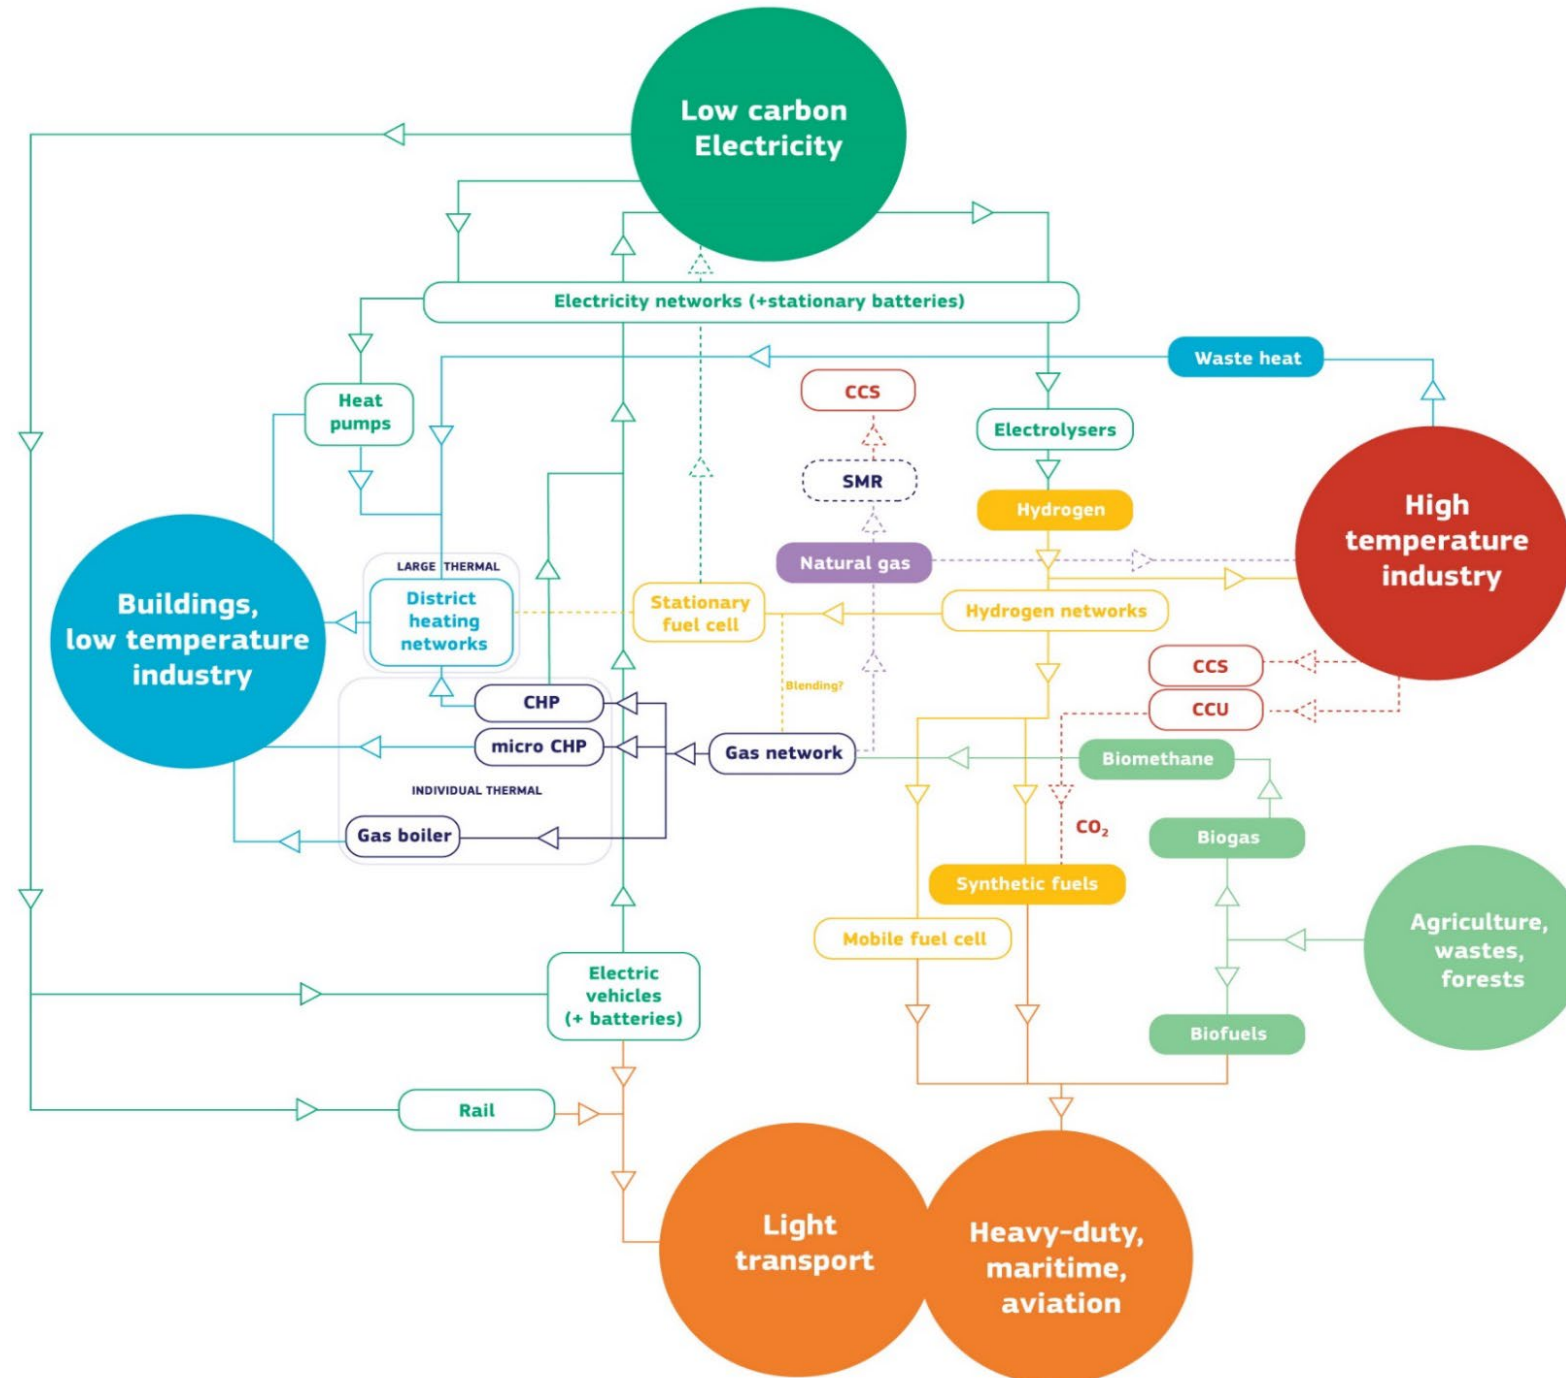 Low carbon
Electricity
Electricity networks (+stationary batteries)
Waste heat
Heat
pumps
CCS
Electrolysers
SMR
Hydrogen
High
temperature
industry
Natural gas
LARGE THERMAL
Buildings,
low temperature
industry
District
heating
networks
Stationary
fuel cell
Hydrogen networks
CCS
Blending?
CHP
CCU
micro CHP
Gas network
Biomethane
INDIVIDUAL THERMAL
Gas boiler
CO₂
Biogas
Synthetic fuels
Mobile fuel cell
Agriculture,
wastes,
forests
Electric
vehicles
(+ batteries)
Biofuels
Rail
Light
transport
Heavy-duty,
maritime,
aviation